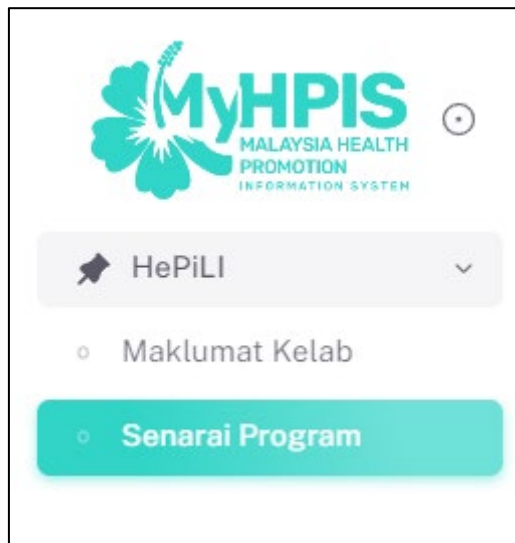 MyHPIS
MALAYSIA HEALTH
PROMOTION
INFORMATION SYSTEM
HePiLI
Maklumat Kelab
Senarai Program